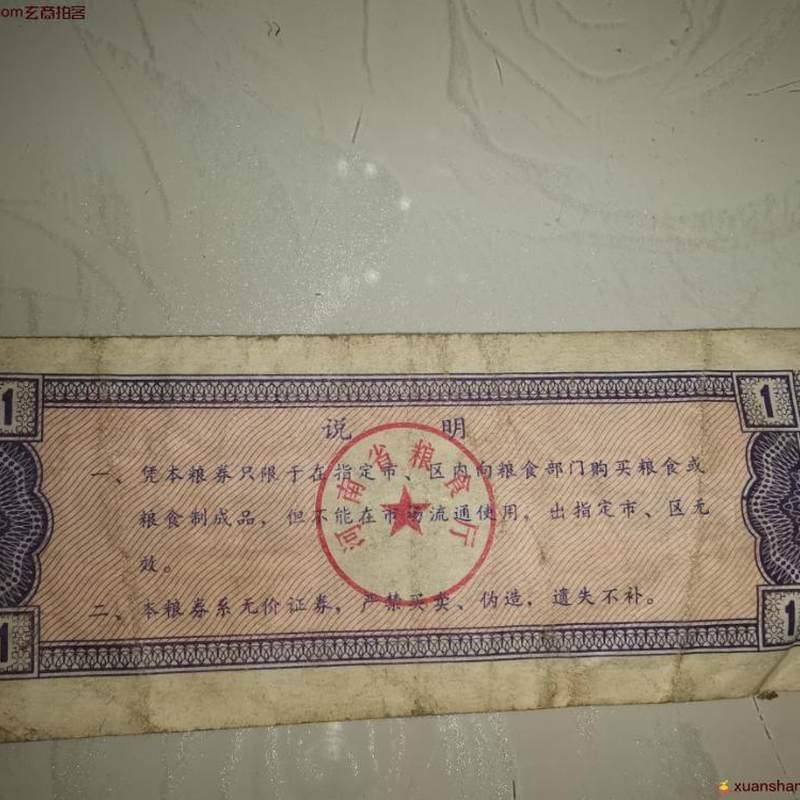 om玄商拍客
1
1
说 明
河南省粮食厅
一、凭本粮券只限于在指定市、区内向粮食部门购买粮食或
粮食制成品，但不能在市场流通使用，出指定市、区无
效。
二、本粮券系无价证券，严禁买卖、伪造，遗失不补。
1
1
xuanshan